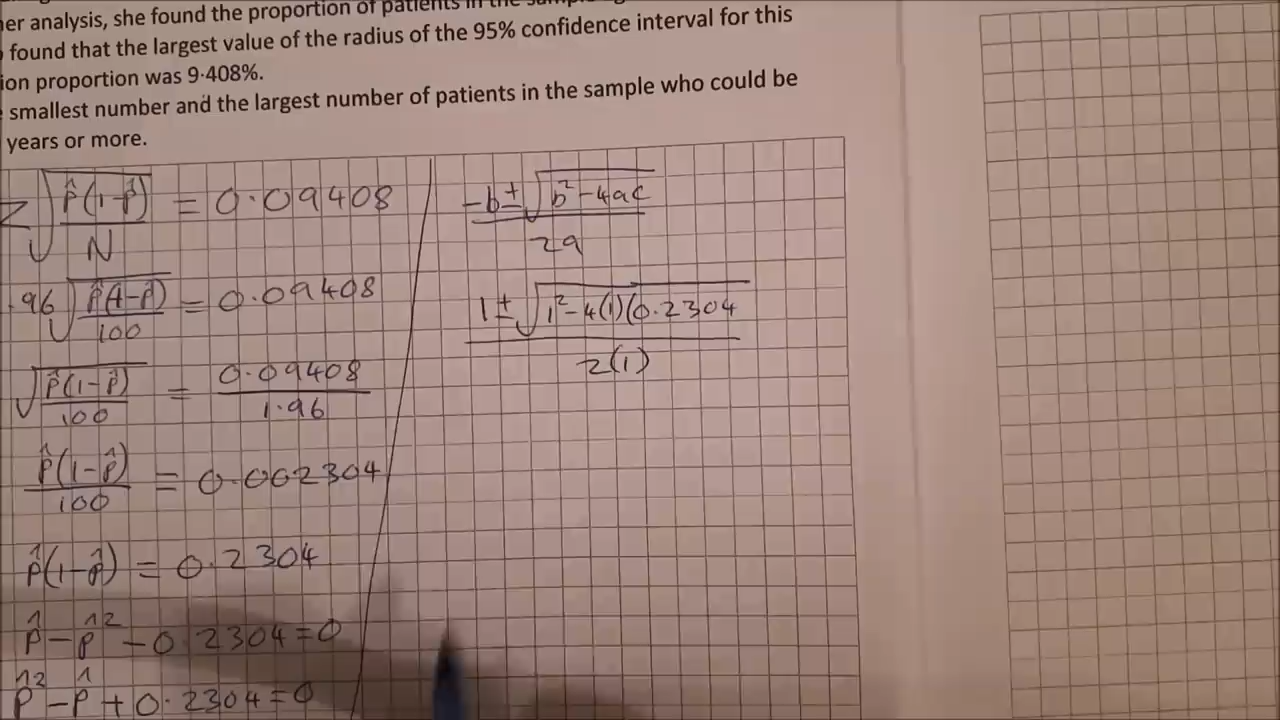 er analysis, she found the proportion of patients in the
found that the largest value of the radius of the 95% confidence interval for this
ion proportion was 9·408%.
smallest number and the largest number of patients in the sample who could be
years or more.
Z√(p̂(1-p̂)/N) = 0.09408
.96√(p̂(1-p̂)/100) = 0.09408
√(p̂(1-p̂)/100) = 0.09408/1.96
p̂(1-p̂)/100 = 0.002304
p̂(1-p̂) = 0.2304
p̂ - p̂² - 0.2304 = 0
p̂² - p̂ + 0.2304 = 0
-b ± √(b² - 4ac)/2a
1 ± √(1² - 4(1)(0.2304/2(1)